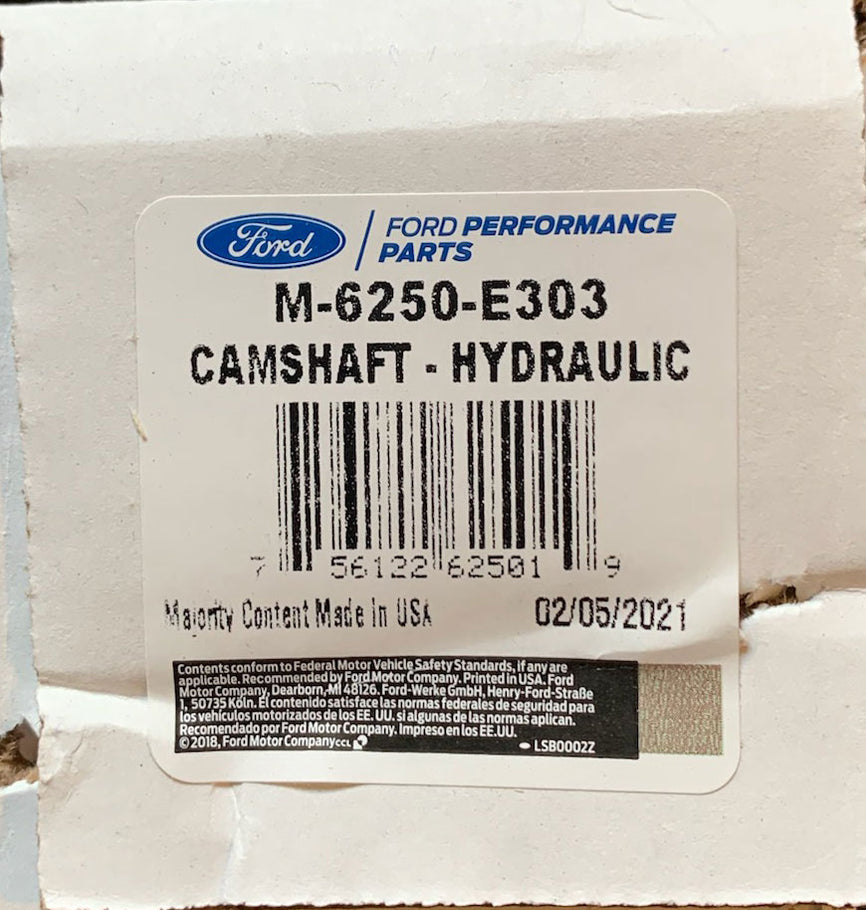 Ford FORD PERFORMANCE
PARTS
M-6250-E303
CAMSHAFT - HYDRAULIC
7 56122 62501 9
Majority Content Made In USA 02/05/2021
Contents conform to Federal Motor Vehicle Safety Standards, if any are
applicable. Recommended by Ford Motor Company. Printed in USA. Ford
Motor Company, Dearborn, MI 48126. Ford-Werke GmbH, Henry-Ford-Straße
1, 50735 Köln. El contenido satisface las normas federales de seguridad para
los vehículos motorizados de los EE. UU. si algunas de las normas aplican.
Recomendado por Ford Motor Company. Impreso en los EE.UU.
©2018, Ford Motor Company CCL LSB0002Z